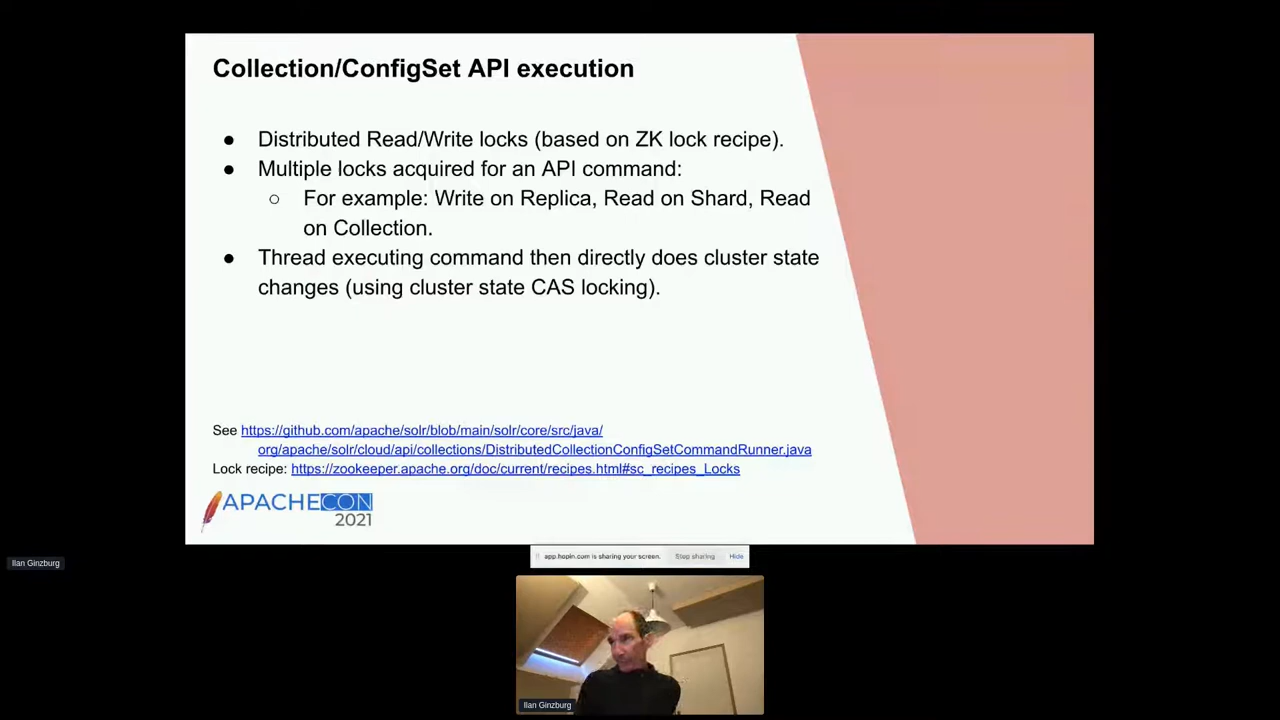 Collection/ConfigSet API execution
● Distributed Read/Write locks (based on ZK lock recipe).
● Multiple locks acquired for an API command:
○ For example: Write on Replica, Read on Shard, Read
on Collection.
● Thread executing command then directly does cluster state
changes (using cluster state CAS locking).
See https://github.com/apache/solr/blob/main/solr/core/src/java/
org/apache/solr/cloud/api/collections/DistributedCollectionConfigSetCommandRunner.java
Lock recipe: https://zookeeper.apache.org/doc/current/recipes.html#sc_recipes_Locks
APACHECON
2021
app.hopin.com is sharing your screen. Stop sharing Hide
Ilan Ginzburg
Ilan Ginzburg